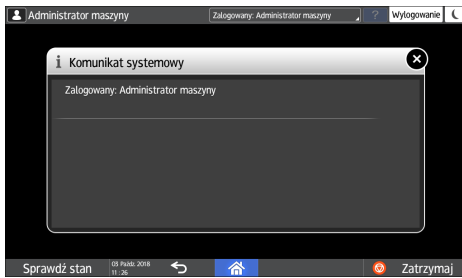 Administrator maszyny
Zalogowany: Administrator maszyny
?
Wylogowanie
i Komunikat systemowy
Zalogowany: Administrator maszyny
Sprawdź stan
03 Paźdz. 2018
11 : 26
Zatrzymaj